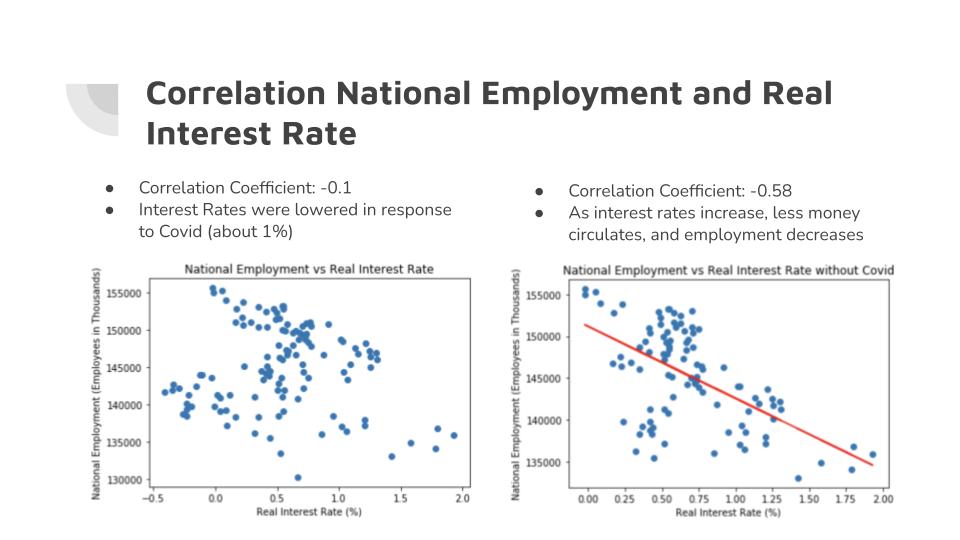 Correlation National Employment and Real
Interest Rate
● Correlation Coefficient: -0.1
● Interest Rates were lowered in response
to Covid (about 1%)
● Correlation Coefficient: -0.58
● As interest rates increase, less money
circulates, and employment decreases
National Employment vs Real Interest Rate
National Employment (Employees in Thousands)
155000
150000
145000
140000
135000
130000
−0.5 0.0 0.5 1.0 1.5 2.0
Real Interest Rate (%)
National Employment vs Real Interest Rate without Covid
National Employment (Employees in Thousands)
155000
150000
145000
140000
135000
0.00 0.25 0.50 0.75 1.00 1.25 1.50 1.75 2.00
Real Interest Rate (%)